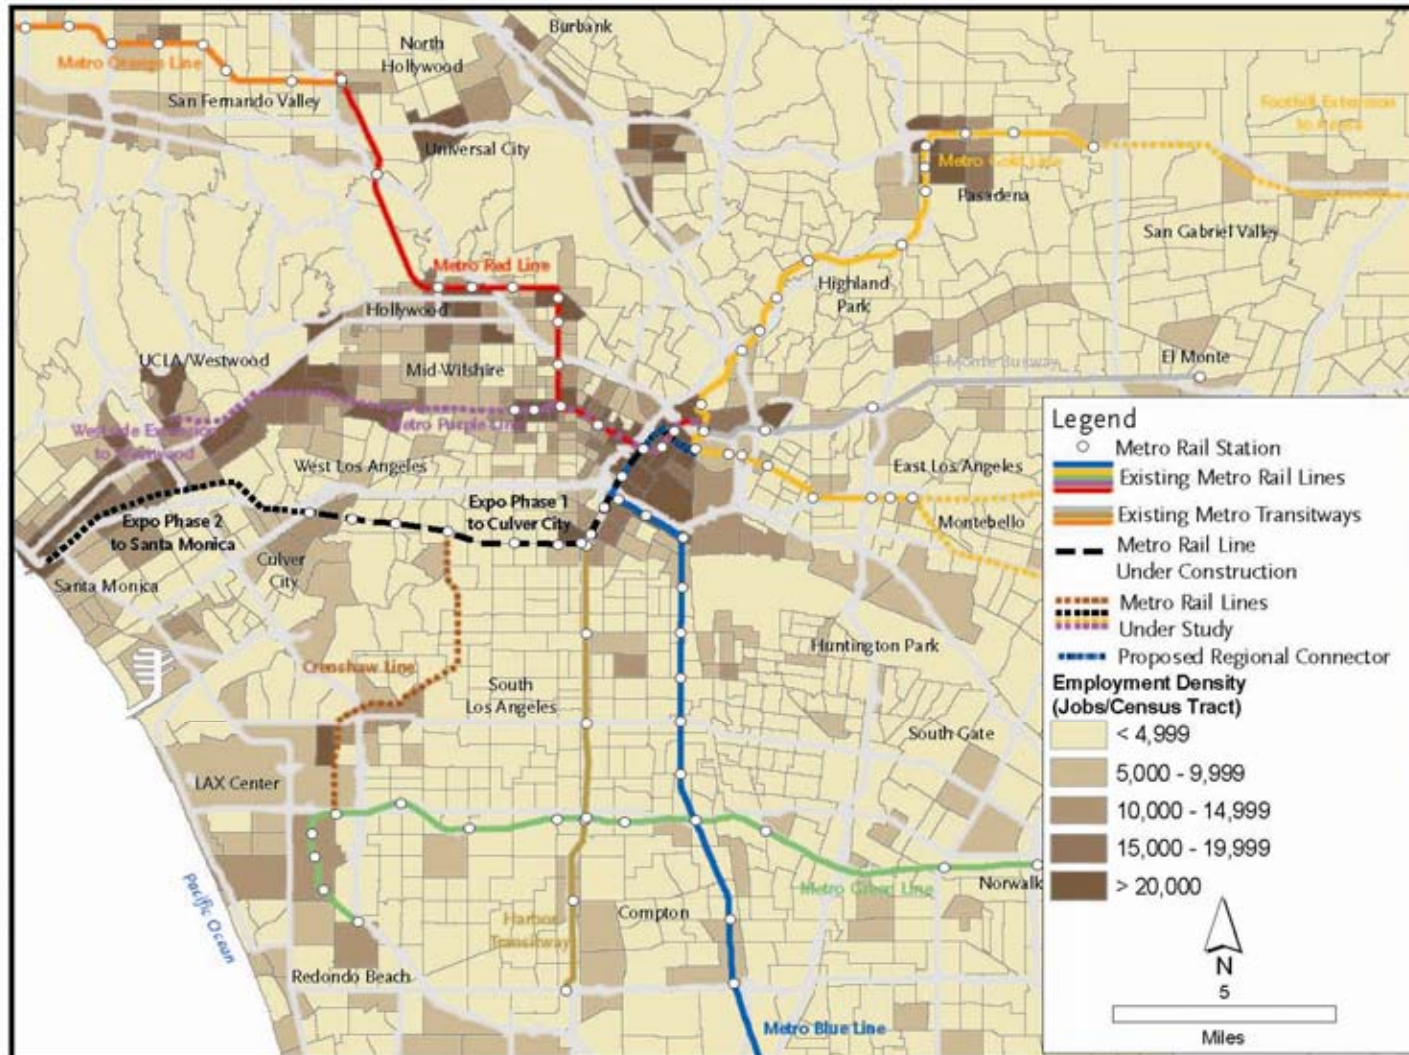 Burbank
North
Hollywood
Metro Orange Line
San Fernando Valley
Universal City
Foothill Extension
to Azusa
Metro Gold Line
Pasadena
San Gabriel Valley
Metro Red Line
Highland
Park
Hollywood
UCLA/Westwood
Mid-Wilshire
El Monte Busway
El Monte
Metro Purple Line
Westside Extension
to Westwood
West Los Angeles
East Los Angeles
Expo Phase 1
to Culver City
Expo Phase 2
to Santa Monica
Montebello
Culver
City
Santa Monica
Huntington Park
Crenshaw Line
South
Los Angeles
South Gate
LAX Center
Metro Green Line
Norwalk
Pacific Ocean
Harbor
Transitway
Compton
Redondo Beach
Metro Blue Line
Legend
Metro Rail Station
Existing Metro Rail Lines
Existing Metro Transitways
Metro Rail Line
Under Construction
Metro Rail Lines
Under Study
Proposed Regional Connector
Employment Density
(Jobs/Census Tract)
< 4,999
5,000 - 9,999
10,000 - 14,999
15,000 - 19,999
> 20,000
N
5
Miles